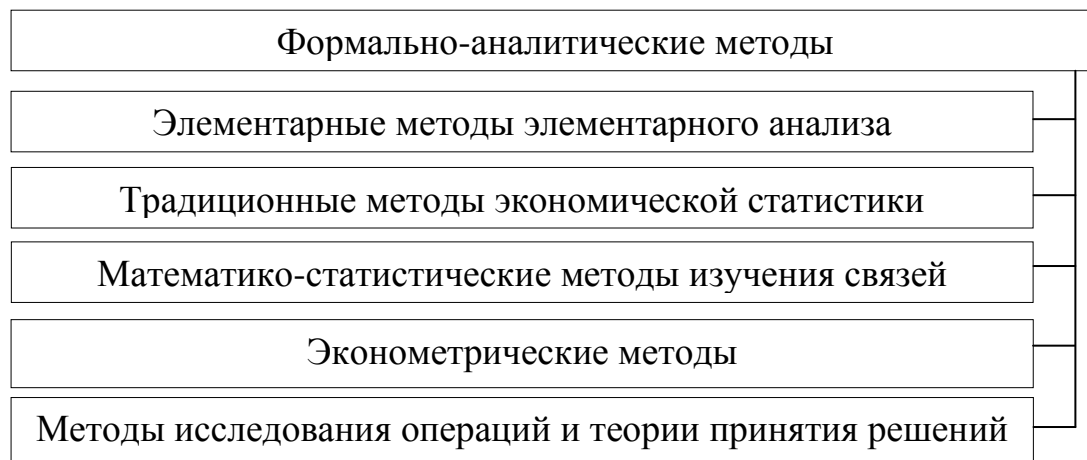 Формально-аналитические методы
Элементарные методы элементарного анализа
Традиционные методы экономической статистики
Математико-статистические методы изучения связей
Эконометрические методы
Методы исследования операций и теории принятия решений